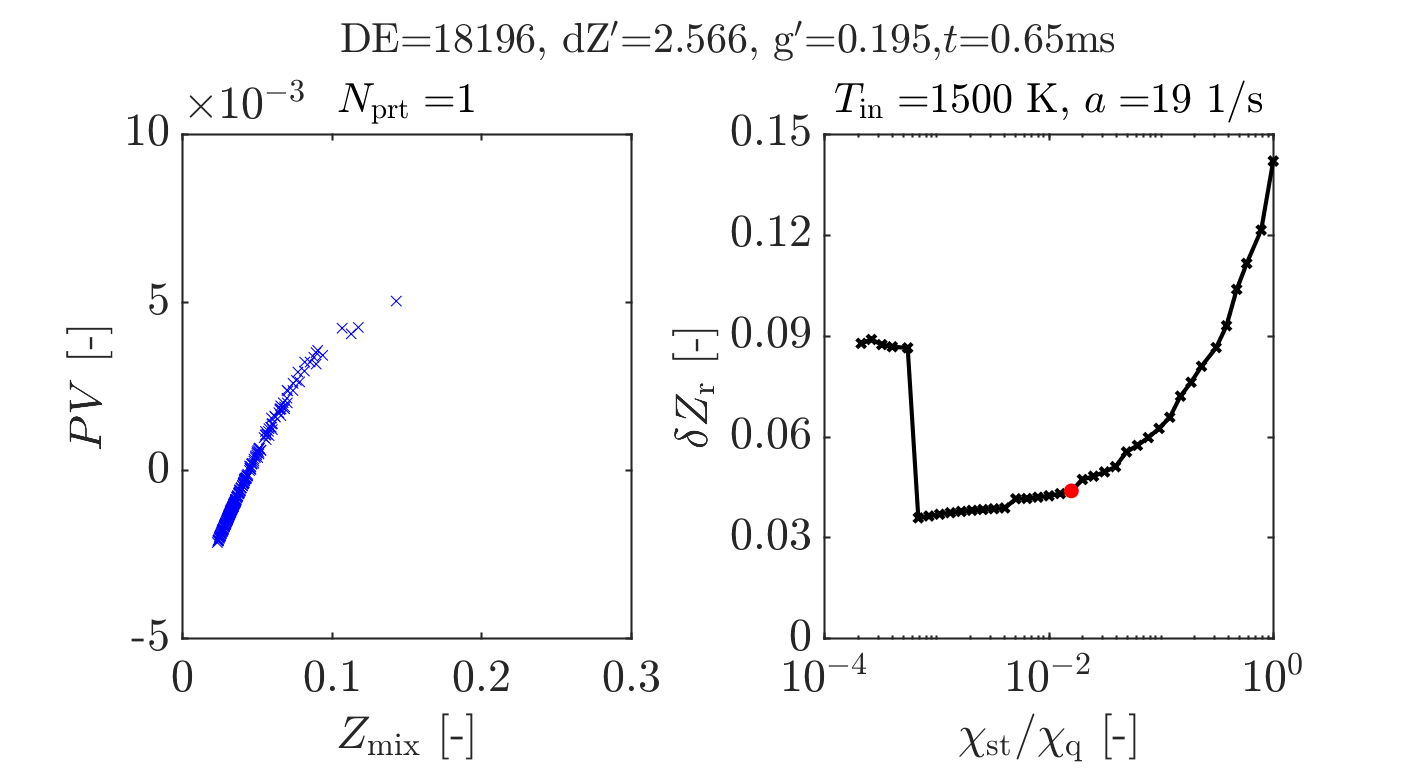 DE=18196, dZ′=2.566, g′=0.195,t=0.65ms
×10⁻³ N_prt =1
10
5
0
-5
0 0.1 0.2 0.3
PV [-]
Z_mix [-]
T_in =1500 K, a =19 1/s
0.15
0.12
0.09
0.06
0.03
0
10⁻⁴ 10⁻² 10⁰
δZ_r [-]
χ_st/χ_q [-]